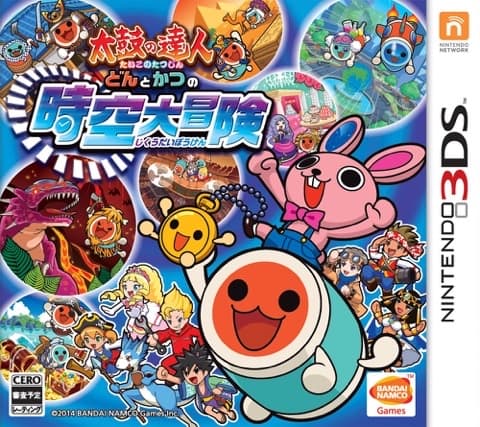 太鼓の達人
たいこのたつじん
どんとかつの
時空大冒険
じくうだいぼうけん
TM
NINTENDO
NETWORK
NINTENDO 3DS™
CERO
審査予定
レーティング
©2014 BANDAI NAMCO Games Inc.
BANDAI
NAMCO
Games